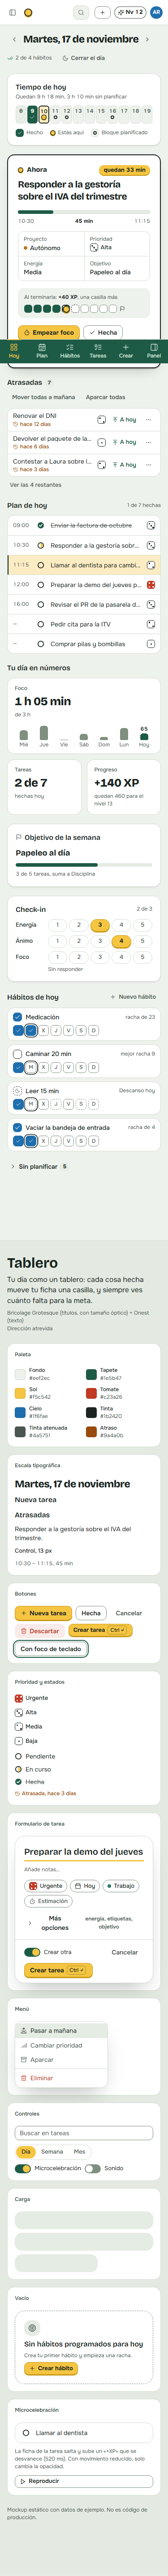 Nv 12
AR
Martes, 17 de noviembre
2 de 4 hábitos
Cerrar el día
Tiempo de hoy
Quedan 9 h 18 min, 3 h 10 min sin planificar
8 9 10 11 12 13 14 15 16 17 18 19
Hecho
Estás aquí
Bloque planificado
Ahora
quedan 33 min
Responder a la gestoría sobre el IVA del trimestre
10:30
45 min
11:15
Proyecto
Autónomo
Prioridad
Alta
Energía
Media
Objetivo
Papeleo al día
Al terminarla: +40 XP, una casilla más
Empezar foco
Hecha
Hoy
Plan
Hábitos
Tareas
Crear
Panel
Atrasadas 7
Mover todas a mañana
Aparcar todas
Renovar el DNI
hace 12 días
A hoy
Devolver el paquete de la...
hace 6 días
A hoy
Contestar a Laura sobre l...
hace 3 días
A hoy
Ver las 4 restantes
Plan de hoy
1 de 7 hechas
09:00
Enviar la factura de octubre
10:30
Responder a la gestoría sobr...
11:15
Llamar al dentista para cambi...
12:00
Preparar la demo del jueves p...
16:00
Revisar el PR de la pasarela d...
–
Pedir cita para la ITV
–
Comprar pilas y bombillas
Tu día en números
Foco
1 h 05 min
de 3 h
65
Mié
Jue
Vie
Sáb
Dom
Lun
Hoy
Tareas
2 de 7
hechas hoy
Progreso
+140 XP
quedan 460 para el nivel 13
Objetivo de la semana
Papeleo al día
3 de 5 tareas, suma a Disciplina
Check-in
2 de 3
Energía
1 2 3 4 5
Ánimo
1 2 3 4 5
Foco
1 2 3 4 5
Sin responder
Hábitos de hoy
Nuevo hábito
Medicación
racha de 23
X J V S D
Caminar 20 min
mejor racha 9
M X J V S D
Leer 15 min
Descanso hoy
M X J V S D
Vaciar la bandeja de entrada
racha de 4
X J V S D
Sin planificar 5
Tablero
Tu día como un tablero: cada cosa hecha mueve tu ficha una casilla, y siempre ves cuánto falta para la meta.
Bricolage Grotesque (títulos, con tamaño óptico) + Onest (texto)
Dirección atrevida
Paleta
Fondo
#eef2ec
Tapete
#1e5b47
Sol
#f5c542
Tomate
#c23a26
Cielo
#1f6fae
Tinta
#1b2420
Tinta atenuada
#4a5751
Atraso
#9a4a0b
Escala tipográfica
Martes, 17 de noviembre
Nueva tarea
Atrasadas
Responder a la gestoría sobre el IVA del trimestre.
Control, 13 px
10:30 – 11:15, 45 min
Botones
Nueva tarea
Hecha
Cancelar
Descartar
Crear tarea Ctrl ↵
Con foco de teclado
Prioridad y estados
Urgente
Alta
Media
Baja
Pendiente
En curso
Hecha
Atrasada, hace 3 días
Formulario de tarea
Preparar la demo del jueves
Añade notas...
Urgente
Hoy
Trabajo
Estimación
Más opciones
energía, etiquetas, objetivo
Crear otra
Cancelar
Crear tarea Ctrl ↵
Menú
Pasar a mañana
Cambiar prioridad
Aparcar
Eliminar
Controles
Buscar en tareas
Día
Semana
Mes
Microcelebración
Sonido
Carga
Vacío
Sin hábitos programados para hoy
Crea tu primer hábito y empieza una racha.
Crear hábito
Microcelebración
Llamar al dentista
La ficha de la tarea salta y sube un «+XP» que se desvanece (520 ms). Con movimiento reducido, solo cambia la opacidad.
Reproducir
Mockup estático con datos de ejemplo. No es código de producción.